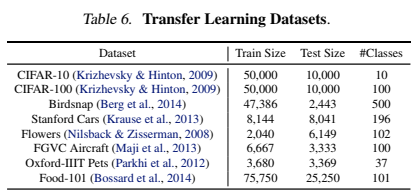 Table 6. Transfer Learning Datasets.
Dataset Train Size Test Size #Classes
CIFAR-10 (Krizhevsky & Hinton, 2009) 50,000 10,000 10
CIFAR-100 (Krizhevsky & Hinton, 2009) 50,000 10,000 100
Birdsnap (Berg et al., 2014) 47,386 2,443 500
Stanford Cars (Krause et al., 2013) 8,144 8,041 196
Flowers (Nilsback & Zisserman, 2008) 2,040 6,149 102
FGVC Aircraft (Maji et al., 2013) 6,667 3,333 100
Oxford-IIIT Pets (Parkhi et al., 2012) 3,680 3,369 37
Food-101 (Bossard et al., 2014) 75,750 25,250 101